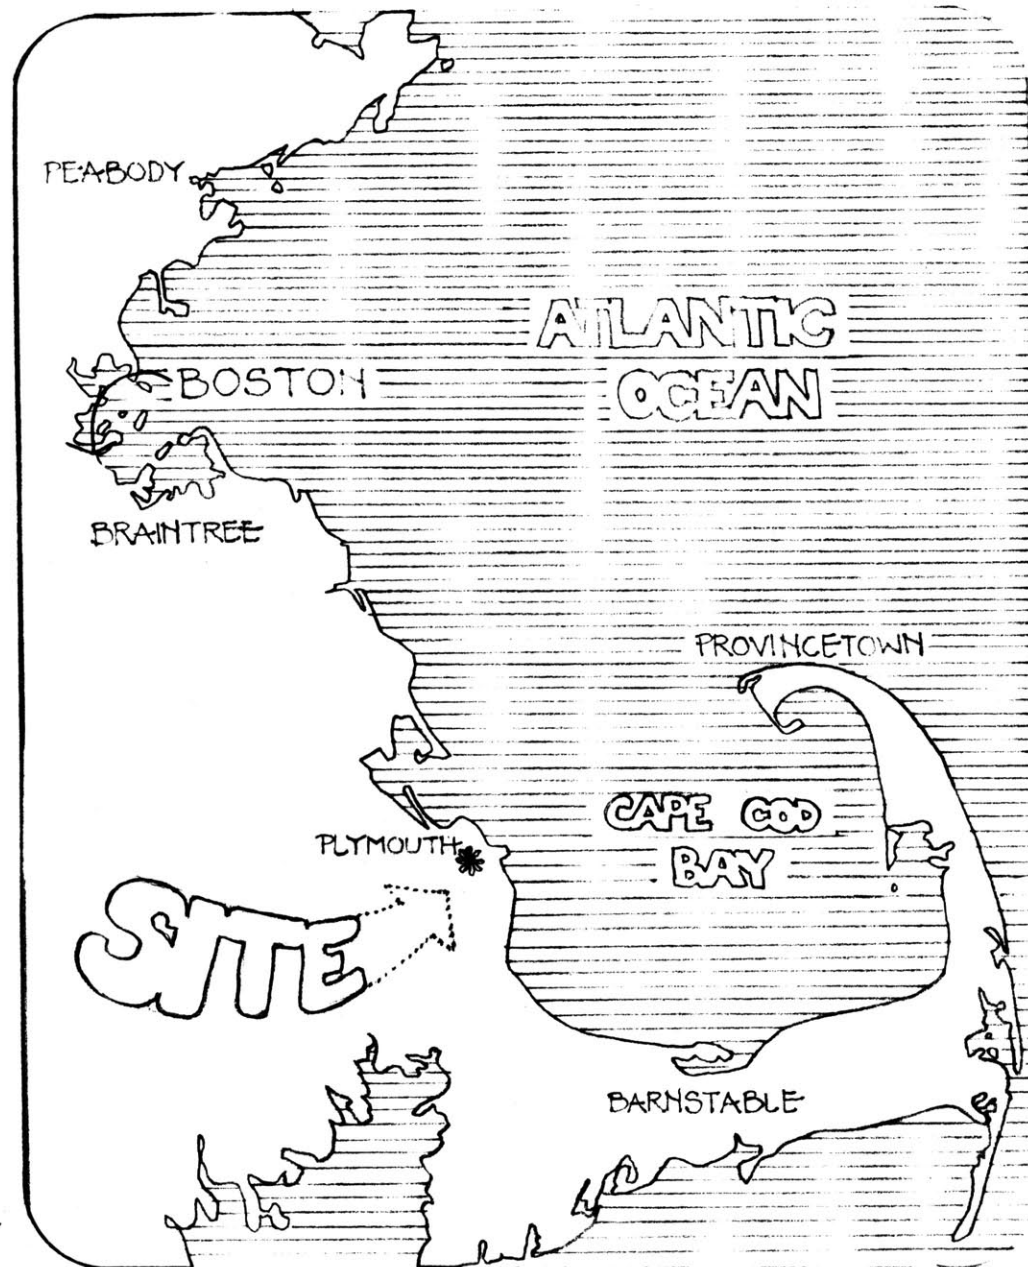 PEABODY
ATLANTIC
OCEAN
BOSTON
BRAINTREE
PROVINCETOWN
CAPE COD
BAY
PLYMOUTH
SITE
BARNSTABLE